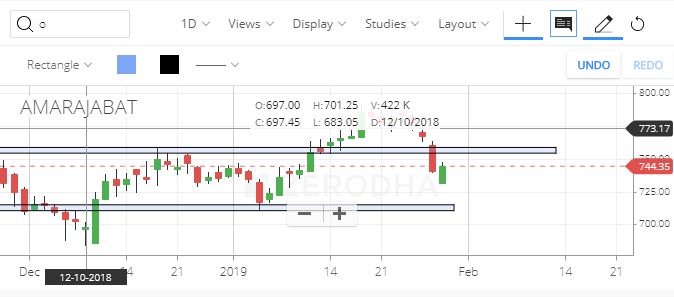 o 1D Views Display Studies Layout
Rectangle UNDO REDO
800.00
AMARAJABAT
O:697.00 H:701.25 V:422 K
C:697.45 L:683.05 D:12/10/2018
773.17
744.35
725.00
ZERODHA
700.00
Dec 12-10-2018 14 21 2019 14 21 Feb 14 21